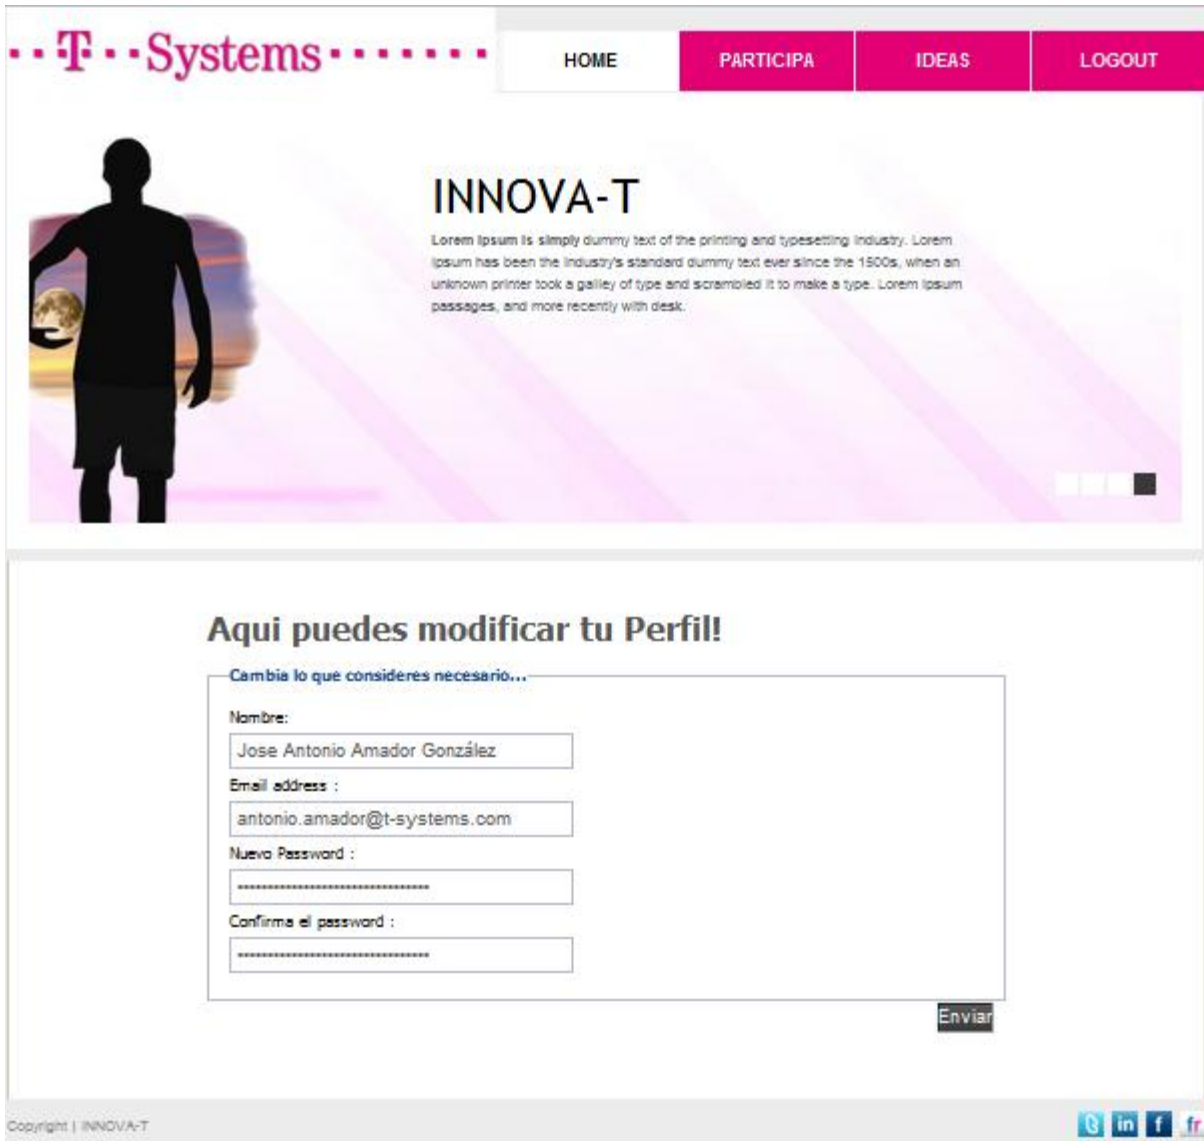 ··T··Systems·······
HOME PARTICIPA IDEAS LOGOUT
INNOVA-T
Lorem Ipsum is simply dummy text of the printing and typesetting industry. Lorem
Ipsum has been the industry's standard dummy text ever since the 1500s, when an
unknown printer took a galley of type and scrambled it to make a type. Lorem Ipsum
passages, and more recently with desk.
Aqui puedes modificar tu Perfil!
Cambia lo que consideres necesario...
Nombre:
Jose Antonio Amador González
Email address :
antonio.amador@t-systems.com
Nuevo Password :
Confirma el password :
Enviar
Copyright | INNOVA-T
in f fr